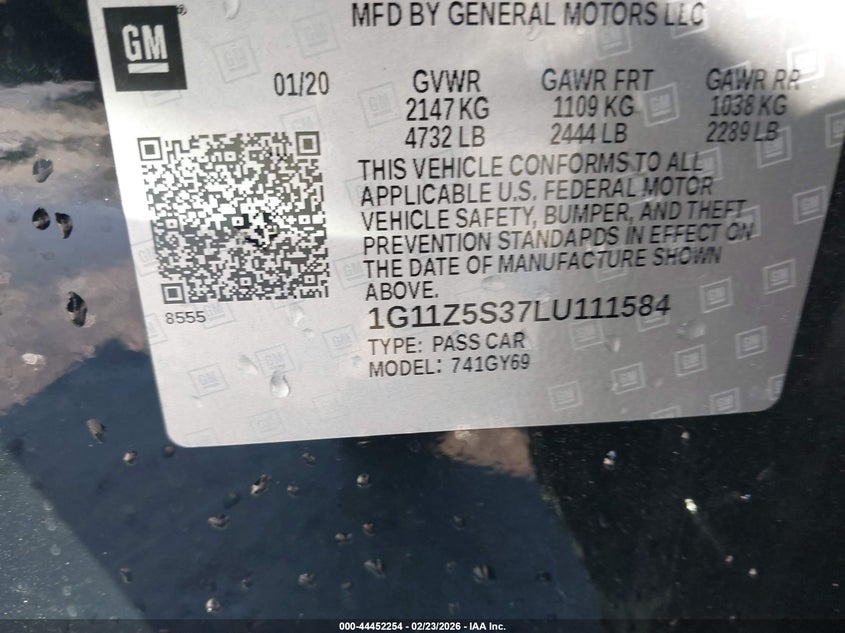 MFD BY GENERAL MOTORS LLC
GM
01/20 GVWR GAWR FRT GAWR RR
2147 KG 1109 KG 1038 KG
4732 LB 2444 LB 2289 LB
THIS VEHICLE CONFORMS TO ALL
APPLICABLE U.S. FEDERAL MOTOR
VEHICLE SAFETY, BUMPER, AND THEFT
PREVENTION STANDARDS IN EFFECT ON
THE DATE OF MANUFACTURE SHOWN
ABOVE.
8555
1G11Z5S37LU111584
TYPE: PASS CAR
MODEL: 741GY69
000-44452254 - 02/23/2026 - IAA Inc.